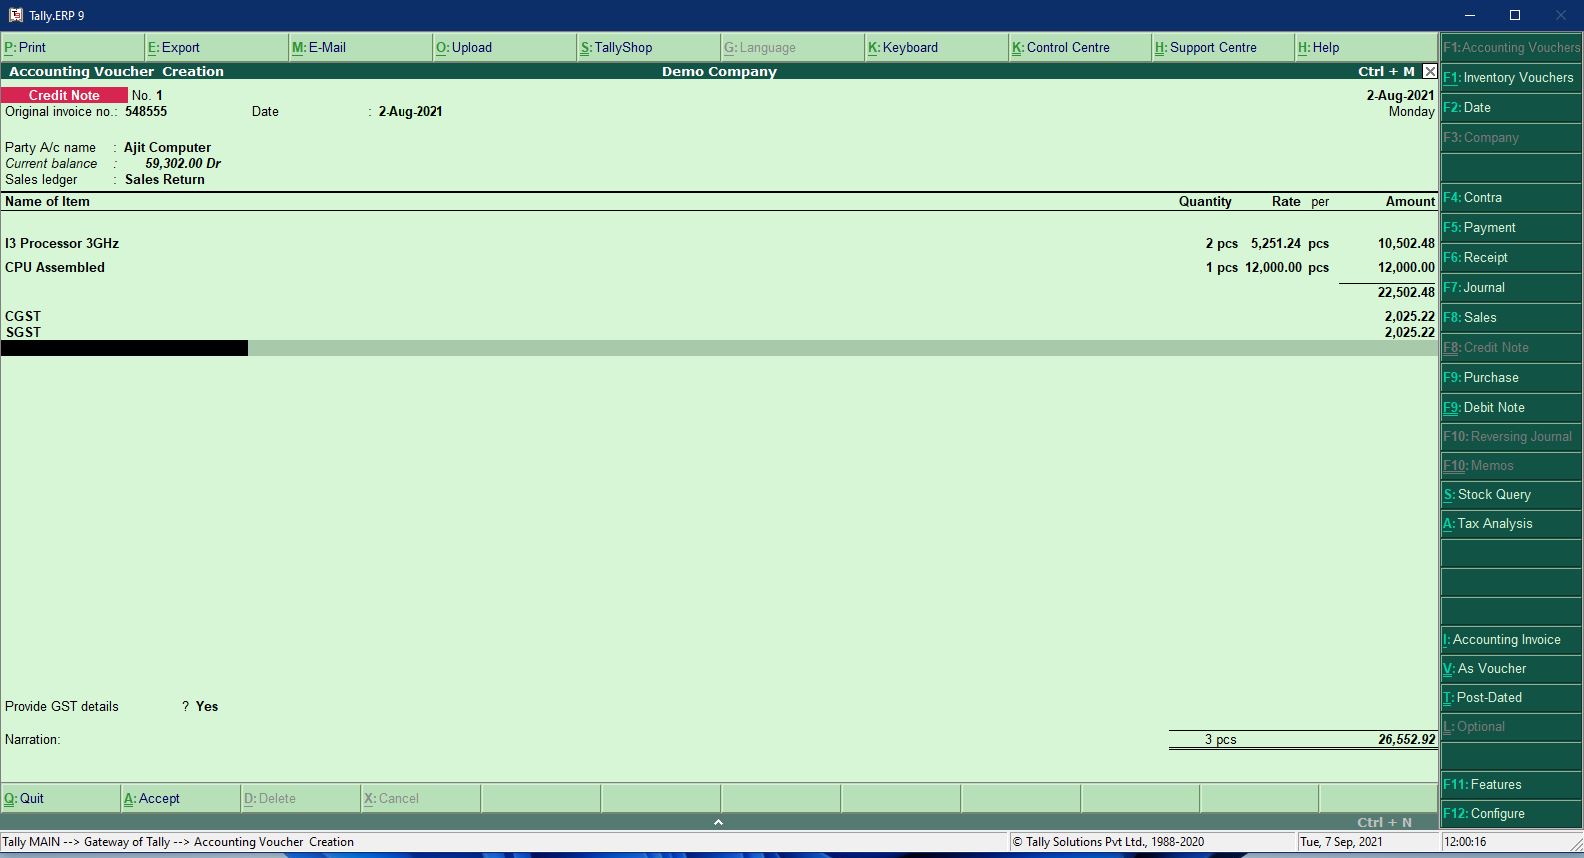 Tally.ERP 9
P: Print E: Export M: E-Mail O: Upload S: TallyShop G: Language K: Keyboard K: Control Centre H: Support Centre H: Help
Accounting Voucher Creation Demo Company Ctrl + M
Credit Note No. 1 2-Aug-2021
Original invoice no.: 548555 Date : 2-Aug-2021 Monday
Party A/c name : Ajit Computer
Current balance : 59,302.00 Dr
Sales ledger : Sales Return
Name of Item Quantity Rate per Amount
I3 Processor 3GHz 2 pcs 5,251.24 pcs 10,502.48
CPU Assembled 1 pcs 12,000.00 pcs 12,000.00
22,502.48
CGST 2,025.22
SGST 2,025.22
Provide GST details ? Yes
Narration: 3 pcs 26,552.92
Q: Quit A: Accept D: Delete X: Cancel
Ctrl + N
F1: Accounting Vouchers
F1: Inventory Vouchers
F2: Date
F3: Company
F4: Contra
F5: Payment
F6: Receipt
F7: Journal
F8: Sales
F8: Credit Note
F9: Purchase
F9: Debit Note
F10: Reversing Journal
F10: Memos
S: Stock Query
A: Tax Analysis
I: Accounting Invoice
V: As Voucher
T: Post-Dated
L: Optional
F11: Features
F12: Configure
Tally MAIN --> Gateway of Tally --> Accounting Voucher Creation © Tally Solutions Pvt Ltd., 1988-2020 Tue, 7 Sep, 2021 12:00:16